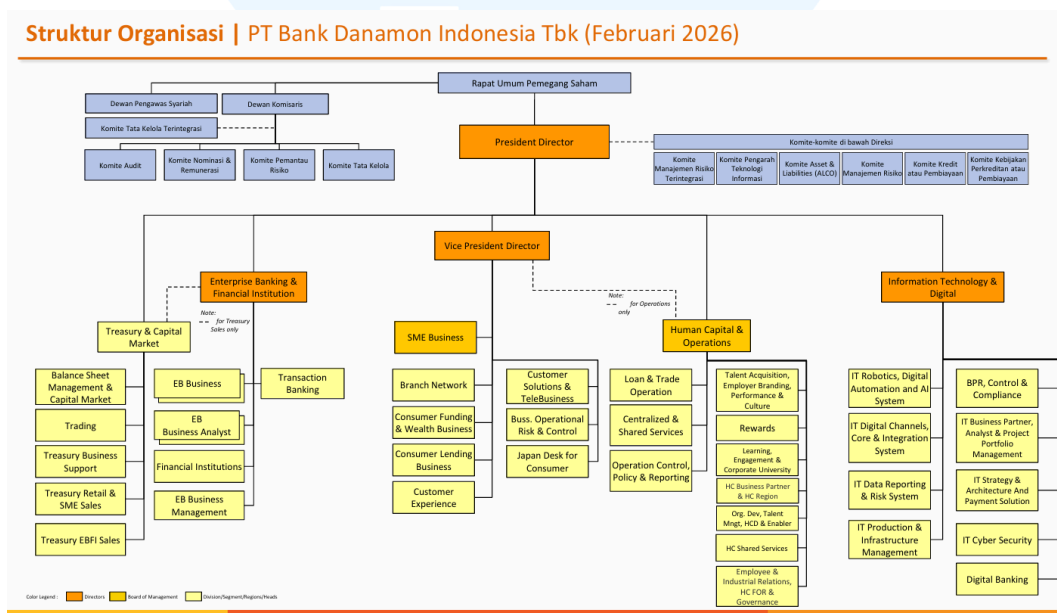 Struktur Organisasi | PT Bank Danamon Indonesia Tbk (Februari 2026)
Rapat Umum Pemegang Saham
Dewan Pengawas Syariah
Dewan Komisaris
Komite Tata Kelola Terintegrasi
Komite Audit
Komite Nominasi &
Remunerasi
Komite Pemantau
Risiko
Komite Tata Kelola
President Director
Komite-komite di bawah Direksi
Komite
Manajemen Risiko
Terintegrasi
Komite Pengarah
Teknologi
Informasi
Komite Asset &
Liabilities (ALCO)
Komite
Manajemen Risiko
Komite Kredit
atau Pembiayaan
Komite Kebijakan
Perkreditan atau
Pembiayaan
Vice President Director
Enterprise Banking &
Financial Institution
Information Technology &
Digital
Note:
for Treasury
Sales only
Note:
for Operations
only
Treasury & Capital
Market
SME Business
Human Capital &
Operations
Balance Sheet
Management &
Capital Market
Trading
Treasury Business
Support
Treasury Retail &
SME Sales
Treasury EBFI Sales
EB Business
EB
Business Analyst
Financial Institutions
EB Business
Management
Transaction
Banking
Branch Network
Consumer Funding
& Wealth Business
Consumer Lending
Business
Customer
Experience
Customer
Solutions &
TeleBusiness
Buss. Operational
Risk & Control
Japan Desk for
Consumer
Loan & Trade
Operation
Centralized &
Shared Services
Operation Control,
Policy & Reporting
Talent Acquisition,
Employer Branding,
Performance &
Culture
Rewards
Learning,
Engagement &
Corporate University
HC Business Partner
& HC Region
Org. Dev, Talent
Mngt, HCD & Enabler
HC Shared Services
Employee &
Industrial Relations,
HC FOR &
Governance
IT Robotics, Digital
Automation and AI
System
IT Digital Channels,
Core & Integration
System
IT Data Reporting
& Risk System
IT Production &
Infrastructure
Management
BPR, Control &
Compliance
IT Business Partner,
Analyst & Project
Portfolio
Management
IT Strategy &
Architecture And
Payment Solution
IT Cyber Security
Digital Banking
Color Legend :
Directors
Board of Management
Division/Segment/Regions/Heads